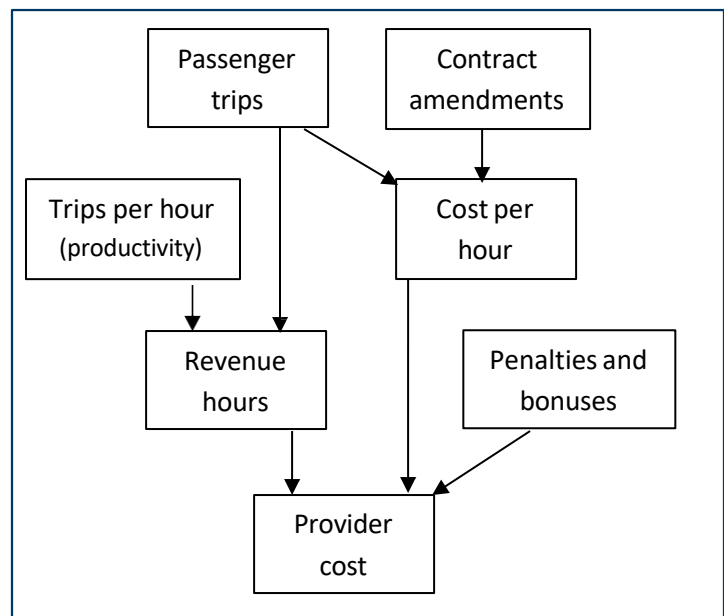 Passenger
trips
Contract
amendments
Trips per hour
(productivity)
Cost per
hour
Revenue
hours
Penalties and
bonuses
Provider
cost